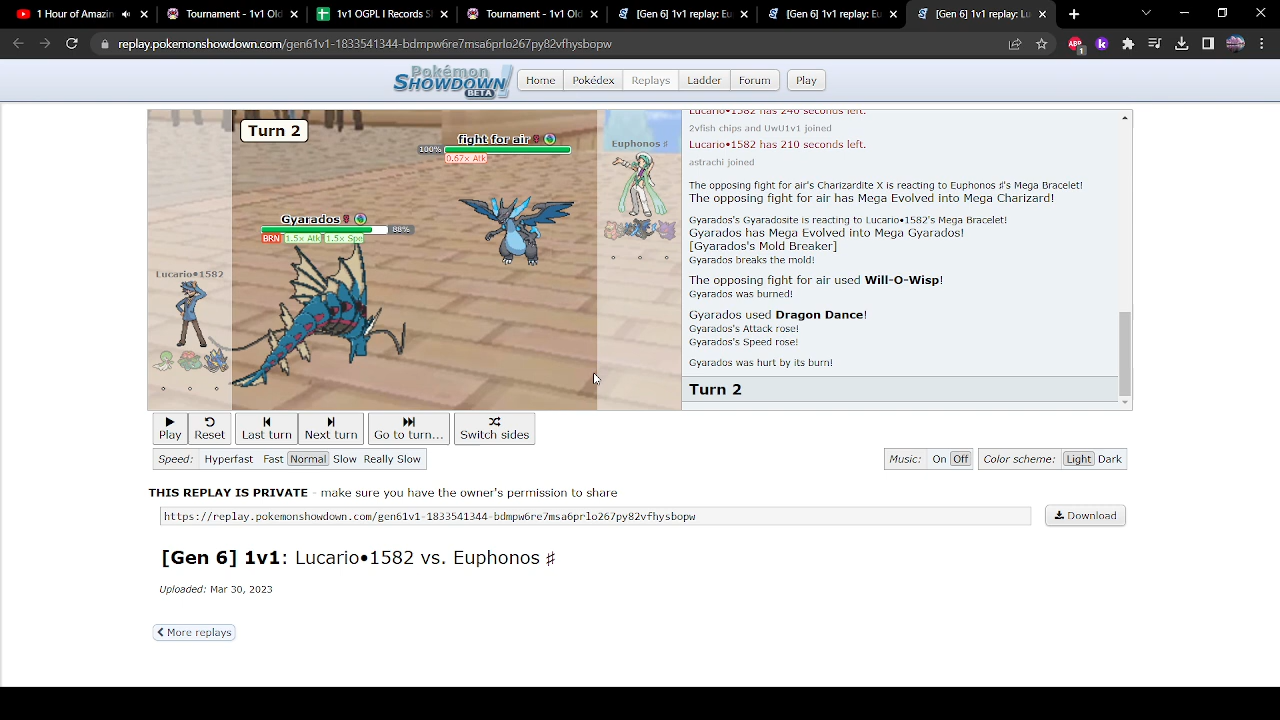 1 Hour of Amazin
Tournament - 1v1 Old
1v1 OGPL I Records S
Tournament - 1v1 Old
[Gen 6] 1v1 replay: Eu
[Gen 6] 1v1 replay: Eu
[Gen 6] 1v1 replay: Lu
replay.pokemonshowdown.com/gen61v1-1833541344-bdmpw6re7msa6prlo267py82vfhysbopw
ABP
1
k
Pokémon
SHOWDOWN!
BETA
Home
Pokédex
Replays
Ladder
Forum
Play
Turn 2
fight for air
100%
0.67× Atk
Gyarados
88%
BRN 1.5× Atk 1.5× Spe
Lucario•1582
Euphonos ♯
Lucario•1582 has 240 seconds left.
2vfish chips and UwU1v1 joined
Lucario•1582 has 210 seconds left.
astrachi joined
The opposing fight for air's Charizardite X is reacting to Euphonos ♯'s Mega Bracelet!
The opposing fight for air has Mega Evolved into Mega Charizard!
Gyarados's Gyaradosite is reacting to Lucario•1582's Mega Bracelet!
Gyarados has Mega Evolved into Mega Gyarados!
[Gyarados's Mold Breaker]
Gyarados breaks the mold!
The opposing fight for air used Will-O-Wisp!
Gyarados was burned!
Gyarados used Dragon Dance!
Gyarados's Attack rose!
Gyarados's Speed rose!
Gyarados was hurt by its burn!
Turn 2
Play
Reset
Last turn
Next turn
Go to turn...
Switch sides
Speed: Hyperfast Fast Normal Slow Really Slow
Music: On Off
Color scheme: Light Dark
THIS REPLAY IS PRIVATE - make sure you have the owner's permission to share
https://replay.pokemonshowdown.com/gen61v1-1833541344-bdmpw6re7msa6prlo267py82vfhysbopw
Download
[Gen 6] 1v1: Lucario•1582 vs. Euphonos ♯
Uploaded: Mar 30, 2023
More replays